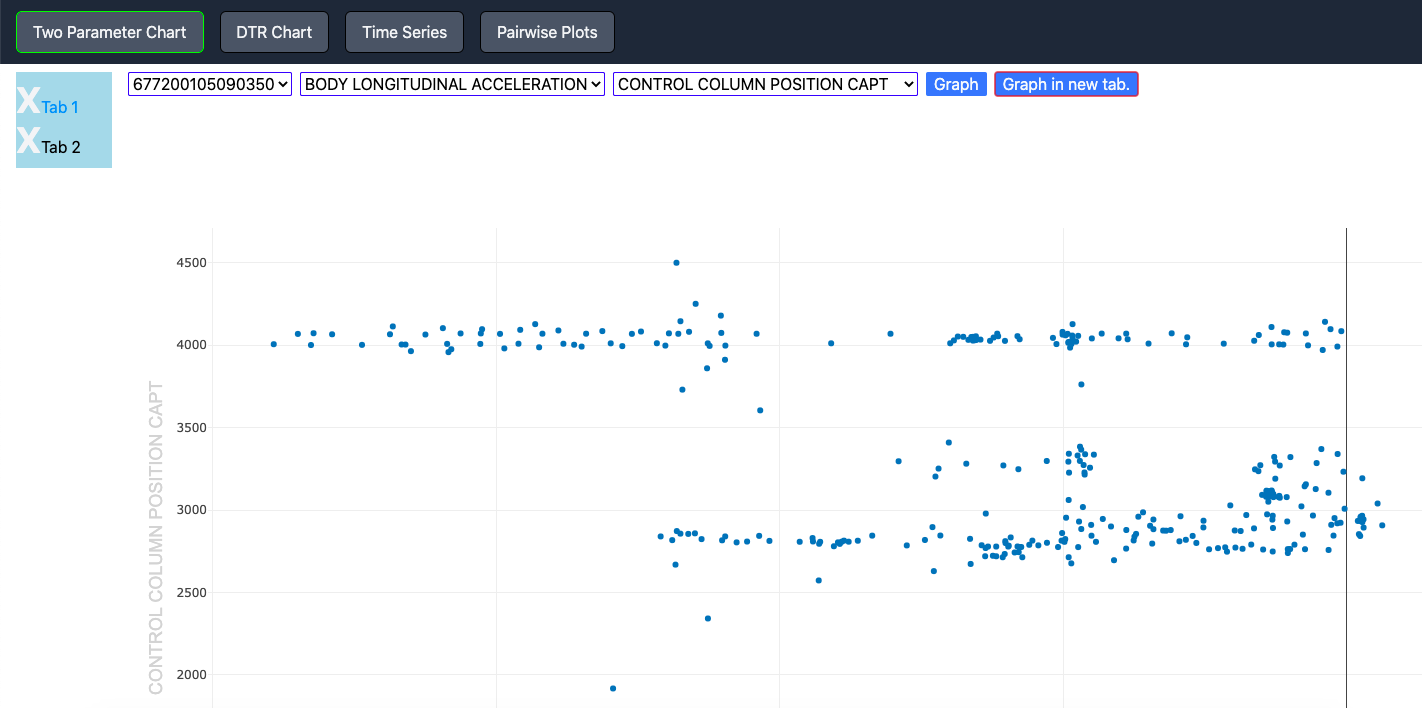 Two Parameter Chart DTR Chart Time Series Pairwise Plots
677200105090350 BODY LONGITUDINAL ACCELERATION CONTROL COLUMN POSITION CAPT Graph Graph in new tab.
X Tab 1
X Tab 2
CONTROL COLUMN POSITION CAPT
4500
4000
3500
3000
2500
2000